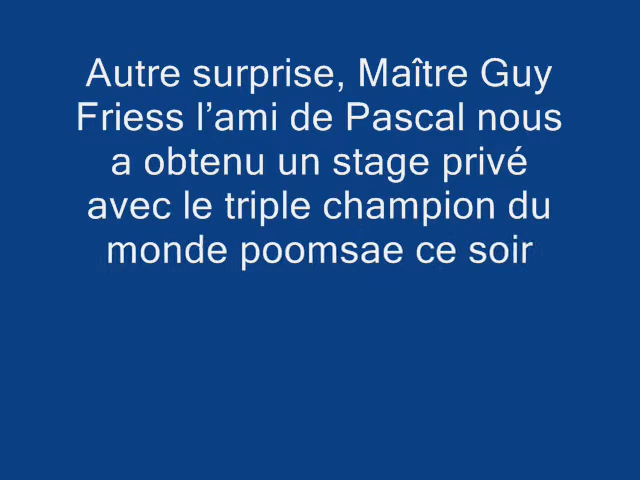 Autre surprise, Maître Guy
Friess l’ami de Pascal nous
a obtenu un stage privé
avec le triple champion du
monde poomsae ce soir